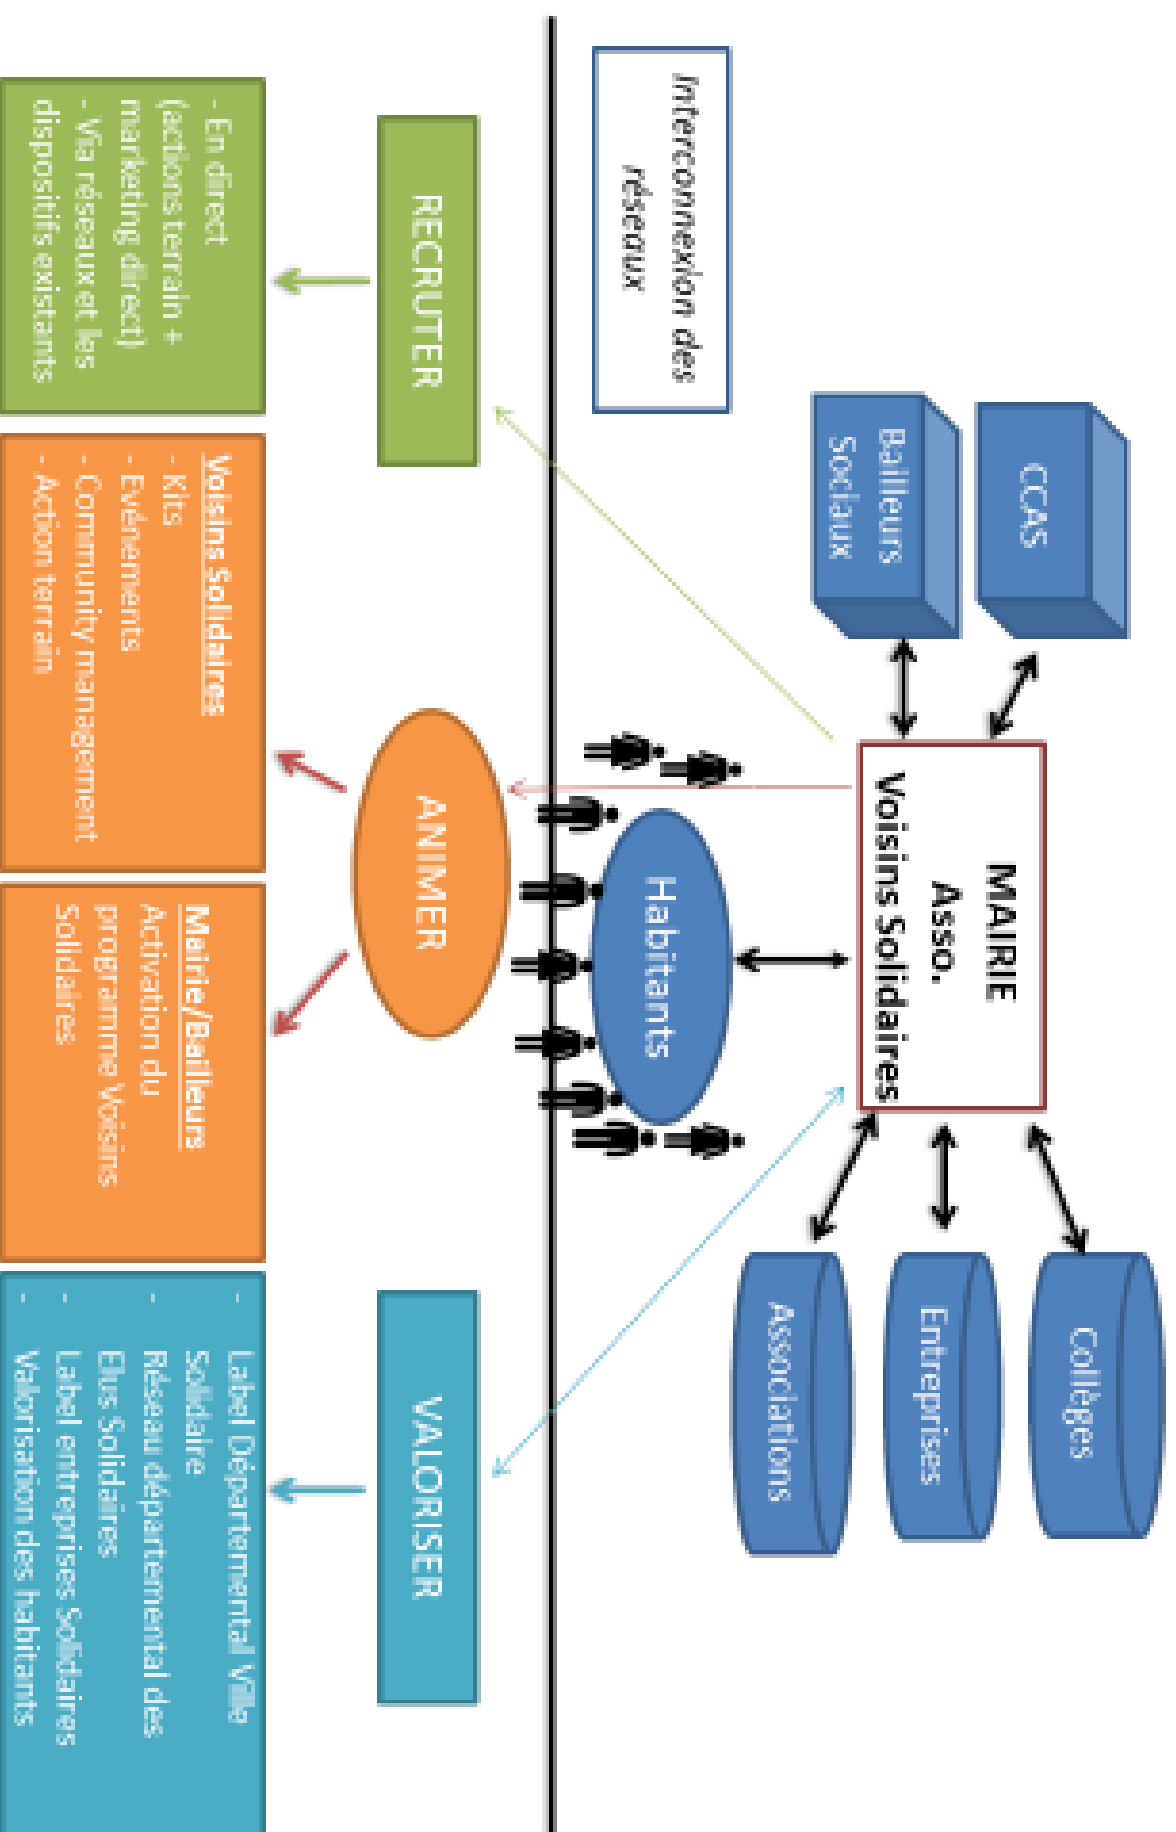 CCAS
Bailleurs
Sociaux
MAIRIE
Asso.
Voisins Solidaires
Collèges
Entreprises
Associations
Interconnexion des
réseaux
Habitants
RECRUTER
ANIMER
VALORISER
- En direct
(actions terrain +
marketing direct)
- Via réseaux et les
dispositifs existants
Voisins Solidaires
- Kits
- Evénements
- Community management
- Action terrain
Mairie/Bailleurs
Activation du
programme Voisins
Solidaires
- Label Départemental Ville
Solidaire
- Réseau départemental des
Elus Solidaires
- Label entreprises Solidaires
- Valorisation des habitants